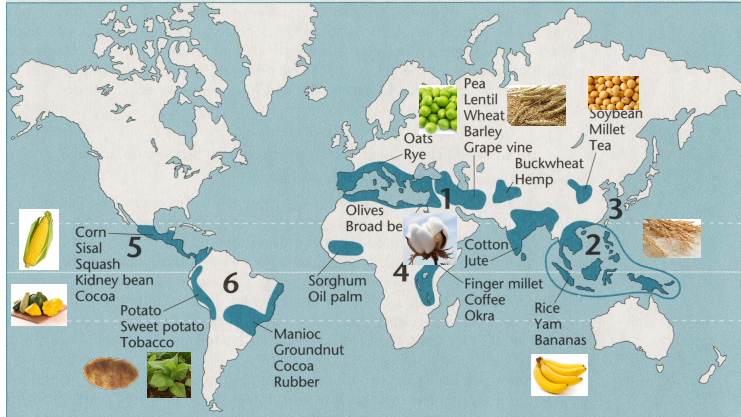 Pea
Lentil
Wheat
Barley
Grape vine
Soybean
Millet
Tea
Oats
Rye
Buckwheat
Hemp
1
3
Olives
Broad be
Corn
Sisal
Squash
Kidney bean
Cocoa
5
2
Cotton
Jute
4
Sorghum
Oil palm
6
Finger millet
Coffee
Okra
Potato
Sweet potato
Tobacco
Rice
Yam
Bananas
Manioc
Groundnut
Cocoa
Rubber